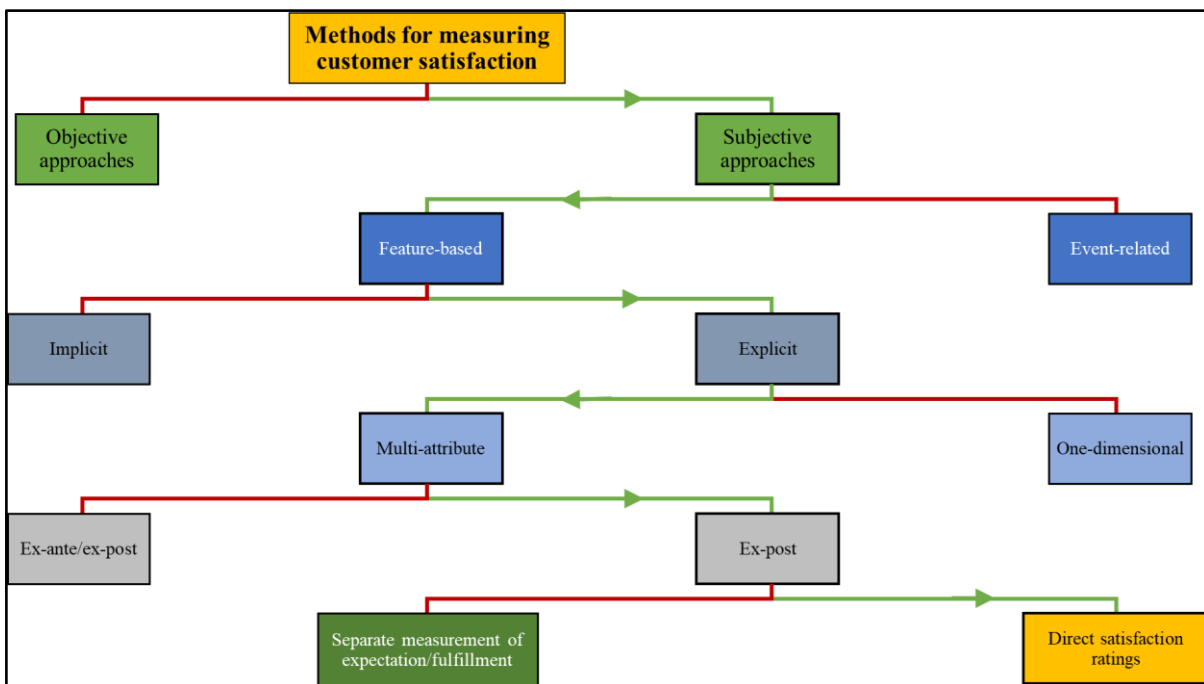 Methods for measuring
customer satisfaction
Objective
approaches
Subjective
approaches
Feature-based
Event-related
Implicit
Explicit
Multi-attribute
One-dimensional
Ex-ante/ex-post
Ex-post
Separate measurement of
expectation/fulfillment
Direct satisfaction
ratings